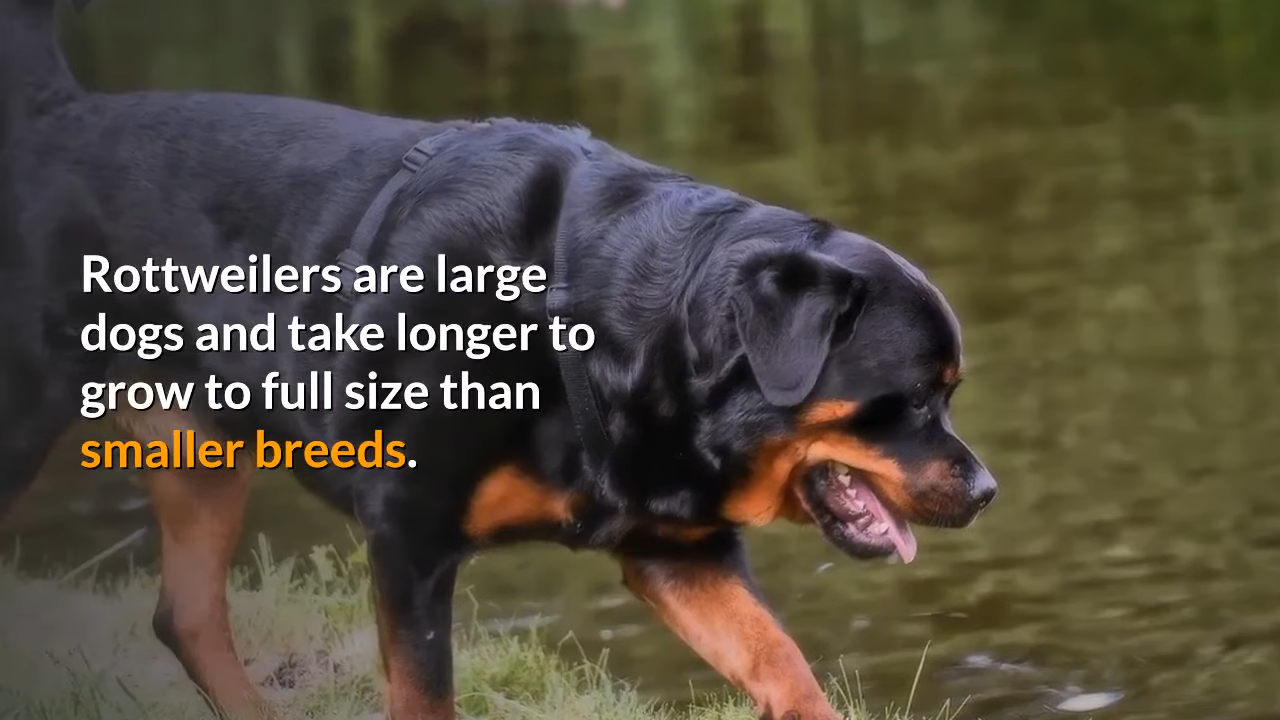 Rottweilers are large
dogs and take longer to
grow to full size than
smaller breeds.